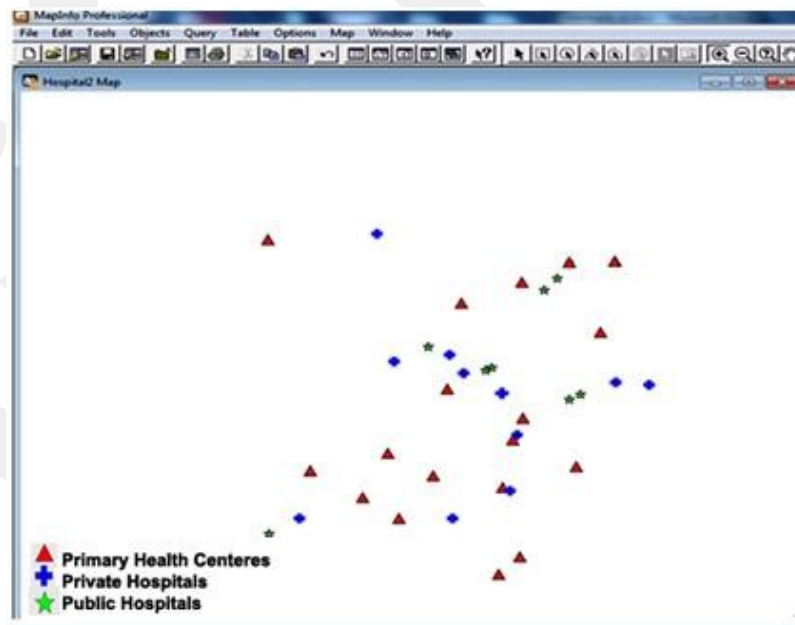 MapInfo Professional
File Edit Tools Objects Query Table Options Map Window Help
Hospital2 Map
Primary Health Centeres
Private Hospitals
Public Hospitals